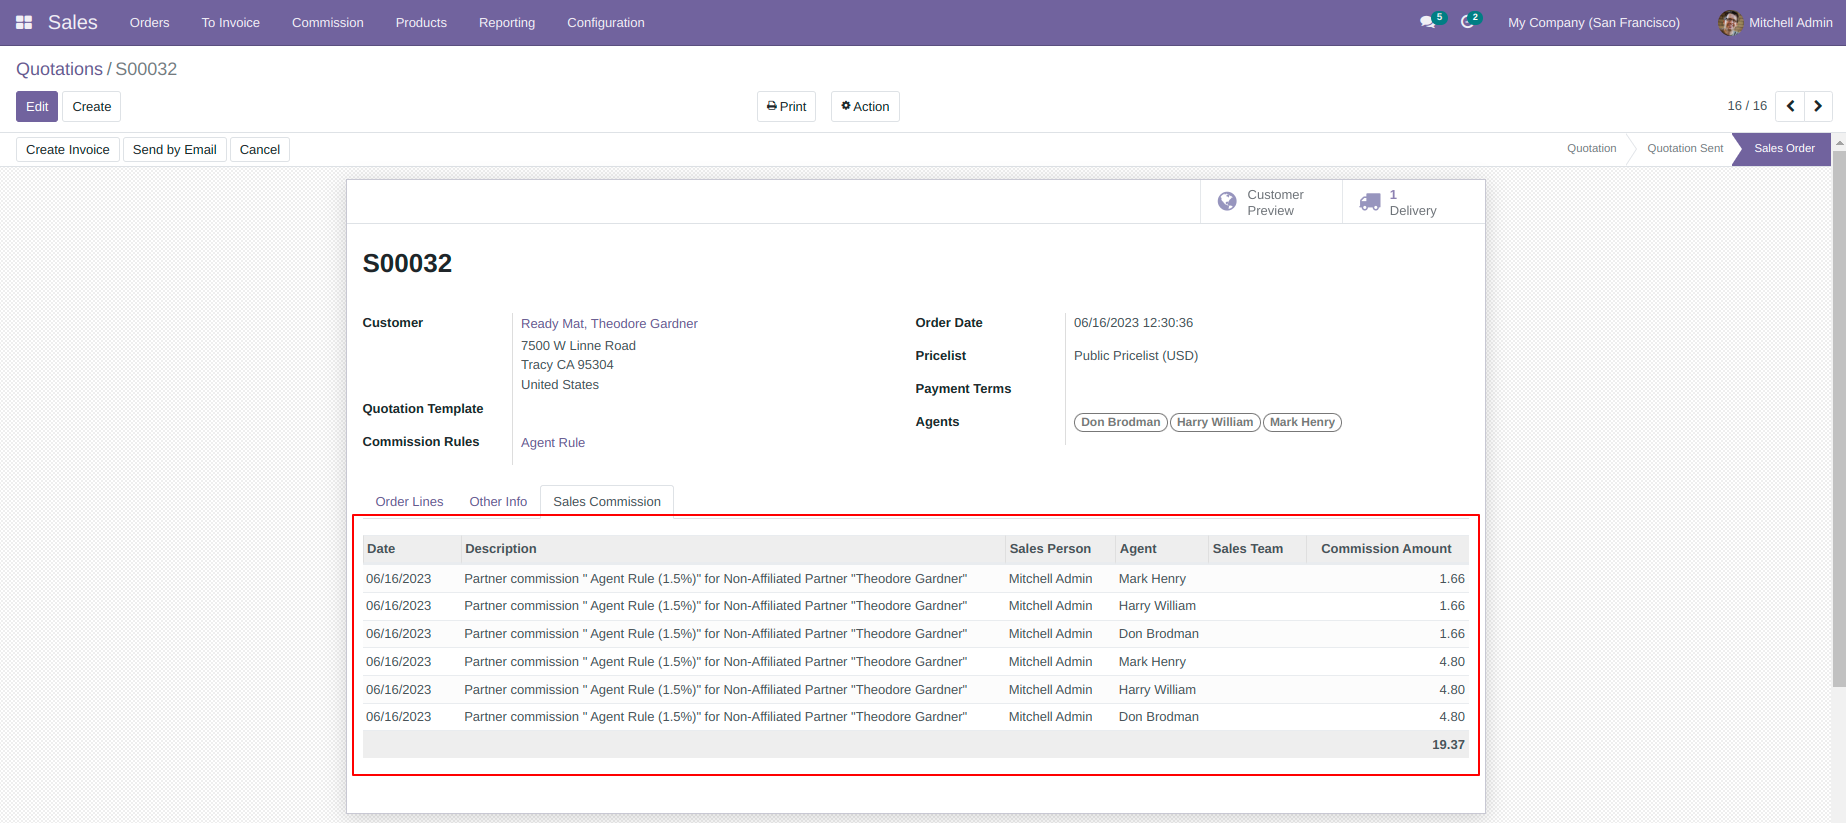 Sales Orders To Invoice Commission Products Reporting Configuration 5 2 My Company (San Francisco) Mitchell Admin
Quotations / S00032
Edit Create Print Action 16 / 16
Create Invoice Send by Email Cancel Quotation Quotation Sent Sales Order
Customer Preview
1 Delivery
S00032
Customer Ready Mat, Theodore Gardner
7500 W Linne Road
Tracy CA 95304
United States
Quotation Template
Commission Rules Agent Rule
Order Date 06/16/2023 12:30:36
Pricelist Public Pricelist (USD)
Payment Terms
Agents Don Brodman Harry William Mark Henry
Order Lines Other Info Sales Commission
Date Description Sales Person Agent Sales Team Commission Amount
06/16/2023 Partner commission " Agent Rule (1.5%)" for Non-Affiliated Partner "Theodore Gardner" Mitchell Admin Mark Henry 1.66
06/16/2023 Partner commission " Agent Rule (1.5%)" for Non-Affiliated Partner "Theodore Gardner" Mitchell Admin Harry William 1.66
06/16/2023 Partner commission " Agent Rule (1.5%)" for Non-Affiliated Partner "Theodore Gardner" Mitchell Admin Don Brodman 1.66
06/16/2023 Partner commission " Agent Rule (1.5%)" for Non-Affiliated Partner "Theodore Gardner" Mitchell Admin Mark Henry 4.80
06/16/2023 Partner commission " Agent Rule (1.5%)" for Non-Affiliated Partner "Theodore Gardner" Mitchell Admin Harry William 4.80
06/16/2023 Partner commission " Agent Rule (1.5%)" for Non-Affiliated Partner "Theodore Gardner" Mitchell Admin Don Brodman 4.80
19.37